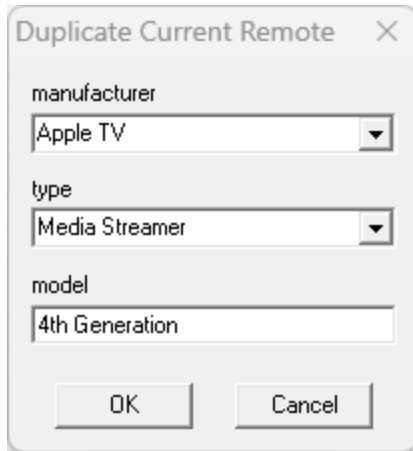 Duplicate Current Remote
manufacturer
Apple TV
type
Media Streamer
model
4th Generation
OK Cancel